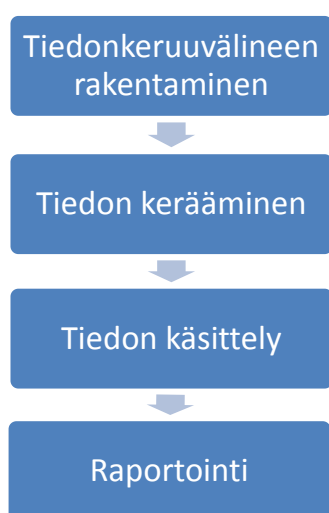 Tiedonkeruuvälineen
rakentaminen
Tiedon kerääminen
Tiedon käsittely
Raportointi